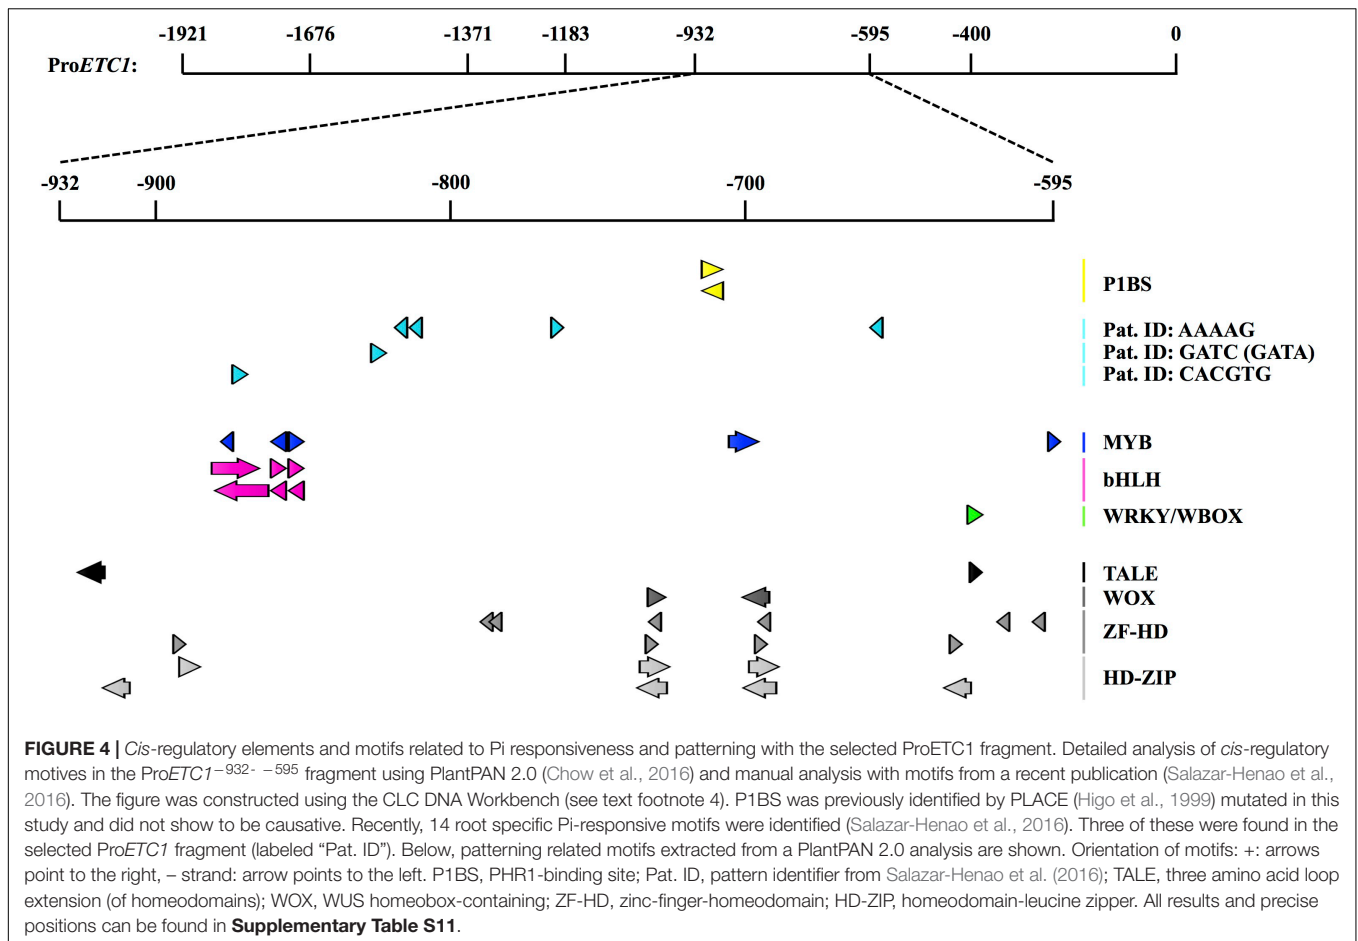 -1921 -1676 -1371 -1183 -932 -595 -400 0
ProETC1:
-932 -900 -800 -700 -595
P1BS
Pat. ID: AAAAG
Pat. ID: GATC (GATA)
Pat. ID: CACGTG
MYB
bHLH
WRKY/WBOX
TALE
WOX
ZF-HD
HD-ZIP
FIGURE 4 | Cis-regulatory elements and motifs related to Pi responsiveness and patterning with the selected ProETC1 fragment. Detailed analysis of cis-regulatory
motives in the ProETC1−932- −595 fragment using PlantPAN 2.0 (Chow et al., 2016) and manual analysis with motifs from a recent publication (Salazar-Henao et al.,
2016). The figure was constructed using the CLC DNA Workbench (see text footnote 4). P1BS was previously identified by PLACE (Higo et al., 1999) mutated in this
study and did not show to be causative. Recently, 14 root specific Pi-responsive motifs were identified (Salazar-Henao et al., 2016). Three of these were found in the
selected ProETC1 fragment (labeled “Pat. ID”). Below, patterning related motifs extracted from a PlantPAN 2.0 analysis are shown. Orientation of motifs: +: arrows
point to the right, – strand: arrow points to the left. P1BS, PHR1-binding site; Pat. ID, pattern identifier from Salazar-Henao et al. (2016); TALE, three amino acid loop
extension (of homeodomains); WOX, WUS homeobox-containing; ZF-HD, zinc-finger-homeodomain; HD-ZIP, homeodomain-leucine zipper. All results and precise
positions can be found in Supplementary Table S11.